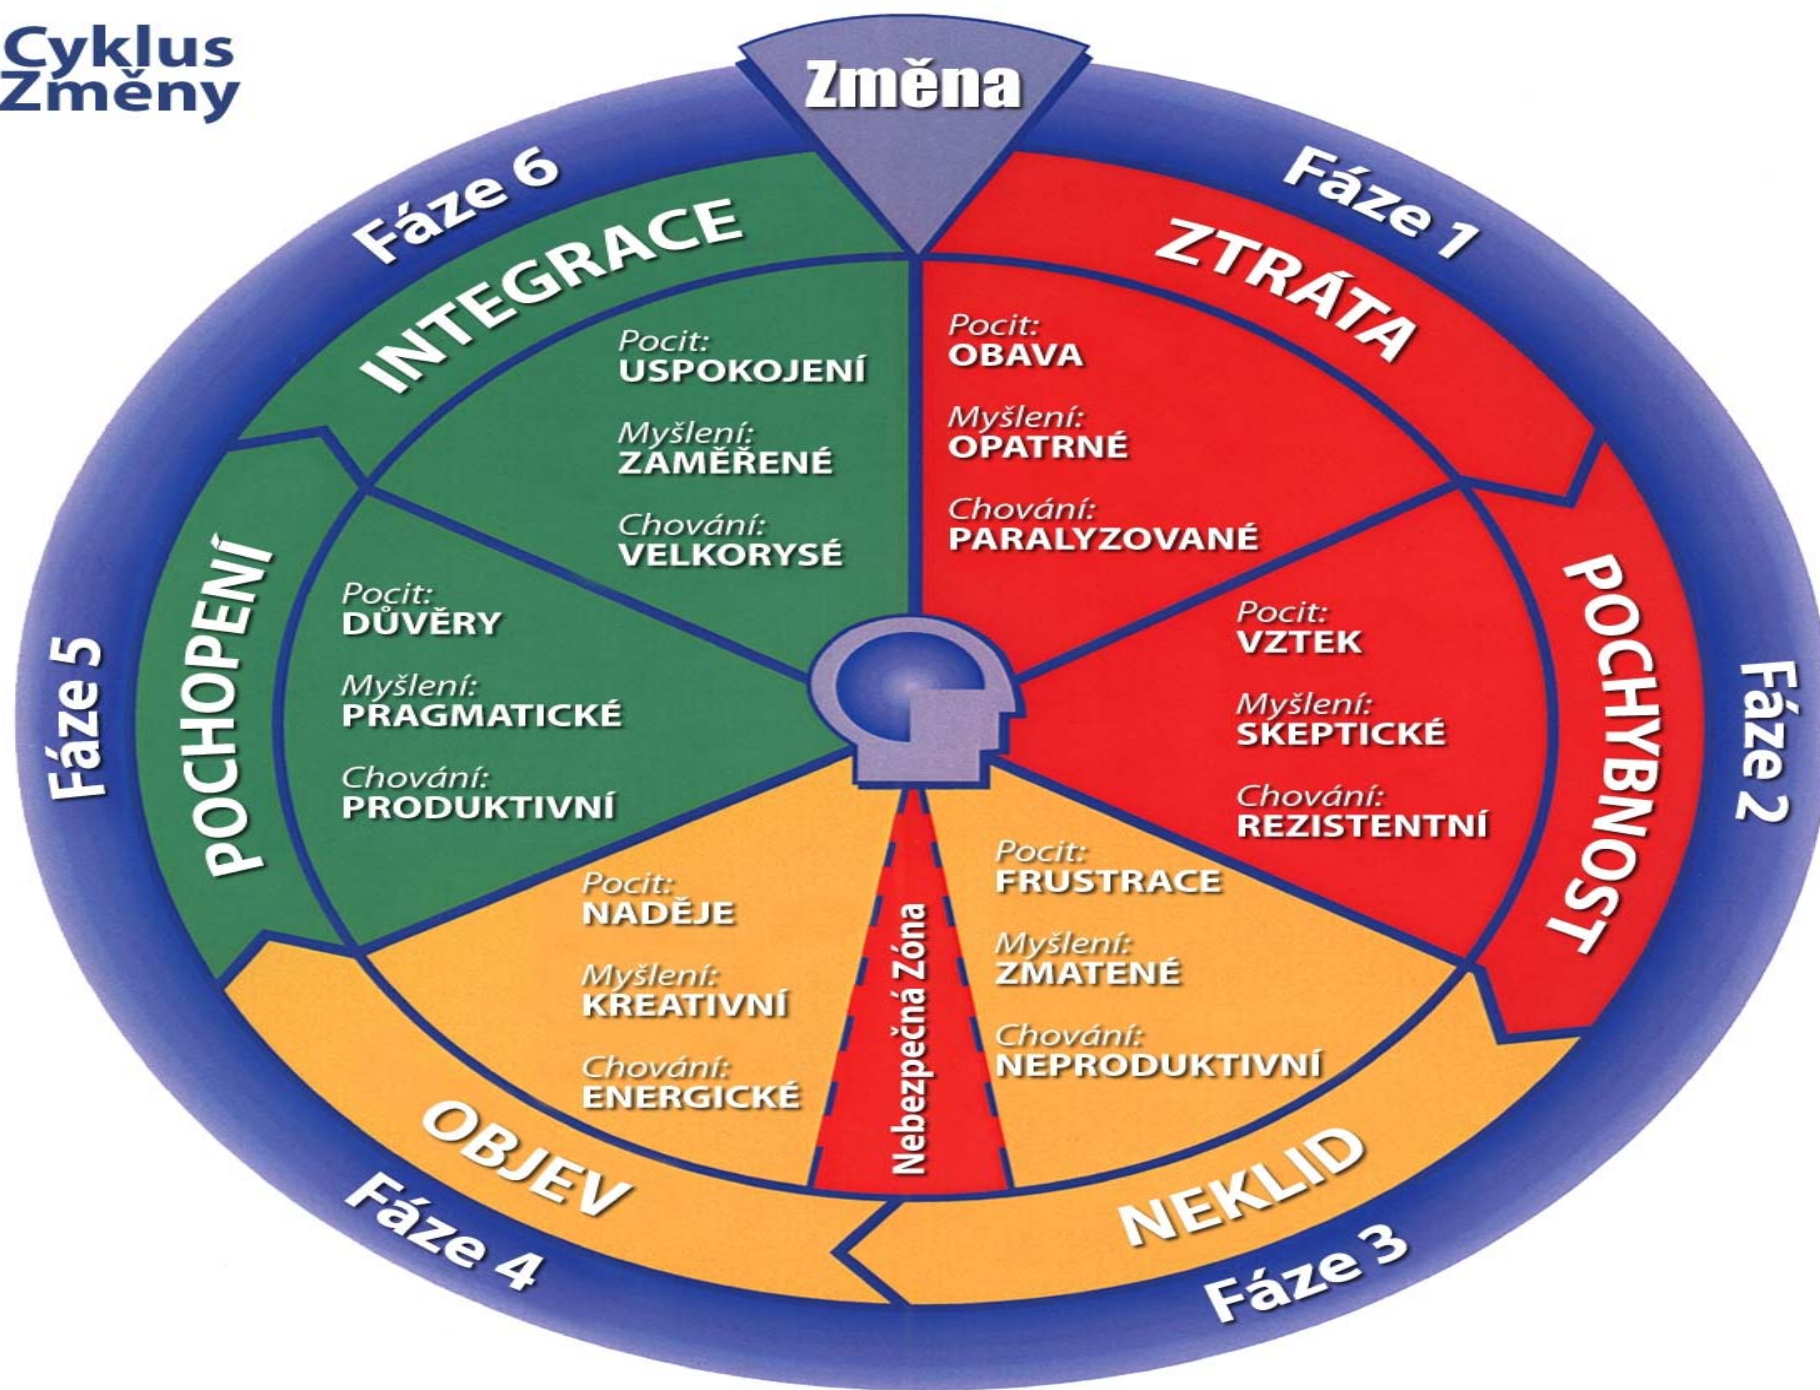 Cyklus
Změny
Změna
Fáze 1
ZTRÁTA
Pocit:
OBAVA
Myšlení:
OPATRNÉ
Chování:
PARALYZOVANÉ
Fáze 2
POCHYBNOST
Pocit:
VZTEK
Myšlení:
SKEPTICKÉ
Chování:
REZISTENTNÍ
Fáze 3
NEKLID
Pocit:
FRUSTRACE
Myšlení:
ZMATENÉ
Chování:
NEPRODUKTIVNÍ
Nebezpečná Zóna
Fáze 4
OBJEV
Pocit:
NADĚJE
Myšlení:
KREATIVNÍ
Chování:
ENERGICKÉ
Fáze 5
POCHOPENÍ
Pocit:
DŮVĚRY
Myšlení:
PRAGMATICKÉ
Chování:
PRODUKTIVNÍ
Fáze 6
INTEGRACE
Pocit:
USPOKOJENÍ
Myšlení:
ZAMĚŘENÉ
Chování:
VELKORYSÉ